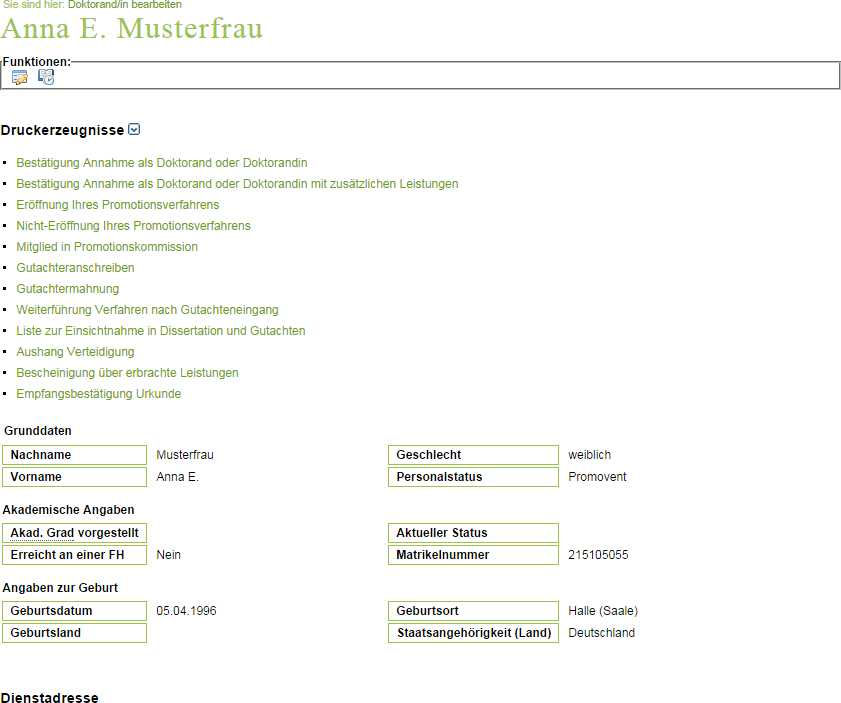 Sie sind hier: Doktorand/in bearbeiten
Anna E. Musterfrau
Funktionen:
Druckerzeugnisse
Bestätigung Annahme als Doktorand oder Doktorandin
Bestätigung Annahme als Doktorand oder Doktorandin mit zusätzlichen Leistungen
Eröffnung Ihres Promotionsverfahrens
Nicht-Eröffnung Ihres Promotionsverfahrens
Mitglied in Promotionskommission
Gutachteranschreiben
Gutachtermahnung
Weiterführung Verfahren nach Gutachteneingang
Liste zur Einsichtnahme in Dissertation und Gutachten
Aushang Verteidigung
Bescheinigung über erbrachte Leistungen
Empfangsbestätigung Urkunde
Grunddaten
Nachname Musterfrau Geschlecht weiblich
Vorname Anna E. Personalstatus Promovent
Akademische Angaben
Akad. Grad vorgestellt Aktueller Status
Erreicht an einer FH Nein Matrikelnummer 215105055
Angaben zur Geburt
Geburtsdatum 05.04.1996 Geburtsort Halle (Saale)
Geburtsland Staatsangehörigkeit (Land) Deutschland
Dienstadresse